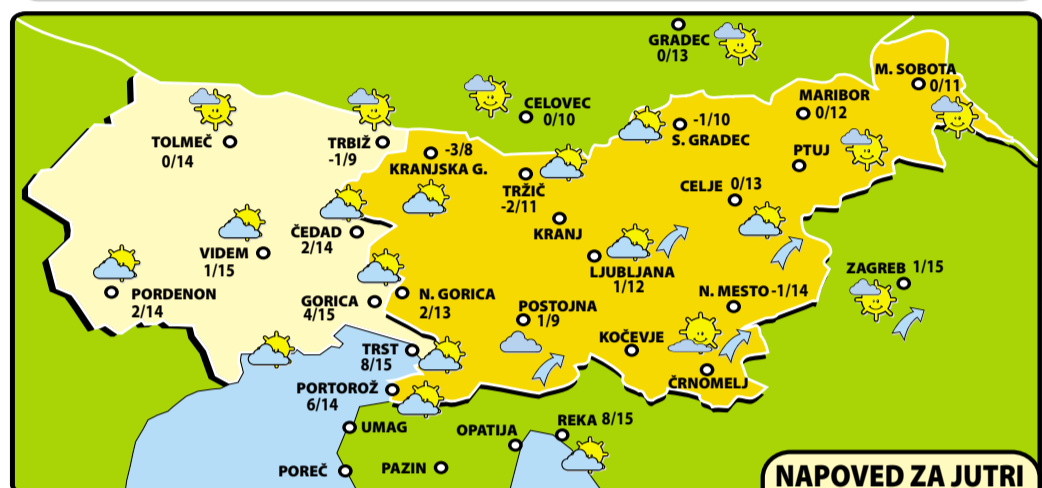 GRADEC
0/13
M. SOBOTA
0/11
MARIBOR
0/12
CELOVEC
0/10
-1/10
S. GRADEC
TOLMEČ
0/14
TRBIŽ
-1/9
-3/8
KRANJSKA G.
PTUJ
TRŽIČ
-2/11
CELJE 0/13
KRANJ
ČEDAD
2/14
VIDEM
1/15
LJUBLJANA
1/12
ZAGREB 1/15
PORDENON
2/14
GORICA
4/15
N. GORICA
2/13
N. MESTO -1/14
POSTOJNA
1/9
KOČEVJE
TRST
8/15
ČRNOMELJ
PORTOROŽ
6/14
UMAG
OPATIJA
REKA 8/15
POREČ
PAZIN
NAPOVED ZA JUTRI